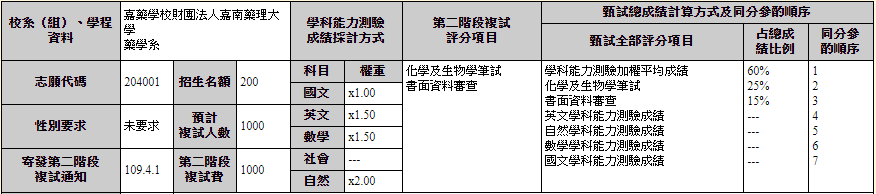 校系（組）、學程
資料
嘉藥學校財團法人嘉南藥理大
學
藥學系
學科能力測驗
成績採計方式
第二階段複試
評分項目
甄試總成績計算方式及同分參酌順序
甄試全部評分項目
占總成
績比例
同分參
酌順序
志願代碼
204001
招生名額
200
科目
權重
國文
x1.00
英文
x1.50
數學
x1.50
社會
---
自然
x2.00
化學及生物學筆試
書面資料審查
學科能力測驗加權平均成績
60%
1
化學及生物學筆試
25%
2
書面資料審查
15%
3
英文學科能力測驗成績
---
4
自然學科能力測驗成績
---
5
數學學科能力測驗成績
---
6
國文學科能力測驗成績
---
7
性別要求
未要求
預計
複試人數
1000
寄發第二階段
複試通知
109.4.1
第二階段
複試費
1000